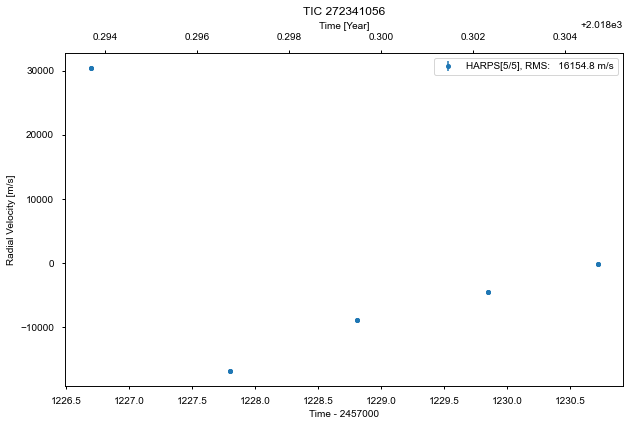 TIC 272341056
Time [Year]
+2.018e3
0.294 0.296 0.298 0.300 0.302 0.304
HARPS[5/5], RMS: 16154.8 m/s
30000
20000
10000
0
−10000
Radial Velocity [m/s]
1226.5 1227.0 1227.5 1228.0 1228.5 1229.0 1229.5 1230.0 1230.5
Time - 2457000